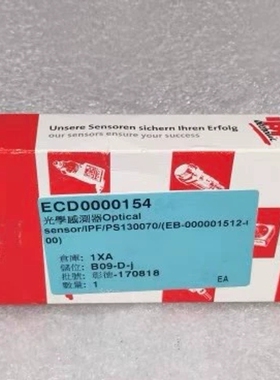 Unsere Sensoren sichern Ihren Erfolg
our sensors ensure your success
ECD0000154
光學感測器Optical
sensor/IPF/PS130070/(EB-000001512-
00)
倉庫: 1XA
儲位: B09-D-j
批號: 彰德-170818
數量: 1
EA